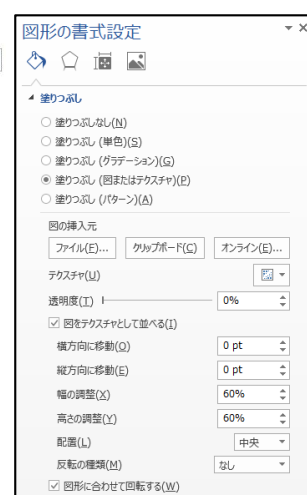 図形の書式設定
塗りつぶし
塗りつぶしなし(N)
塗りつぶし (単色)(S)
塗りつぶし (グラデーション)(G)
塗りつぶし (図またはテクスチャ)(P)
塗りつぶし (パターン)(A)
図の挿入元
ファイル(F)... クリップボード(C) オンライン(E)...
テクスチャ(U)
透明度(T) 0%
図をテクスチャとして並べる(I)
横方向に移動(O) 0 pt
縦方向に移動(E) 0 pt
幅の調整(X) 60%
高さの調整(Y) 60%
配置(L) 中央
反転の種類(M) なし
図形に合わせて回転する(W)